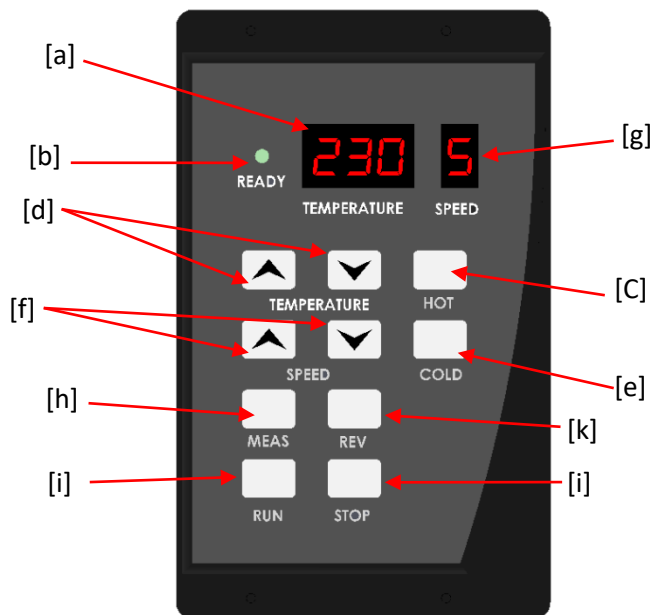 [a]
230 5 [g]
[b]
READY
TEMPERATURE SPEED
[d]
[C]
TEMPERATURE HOT
[f]
SPEED COLD
[e]
[h]
[k]
MEAS REV
[i] [i]
RUN STOP